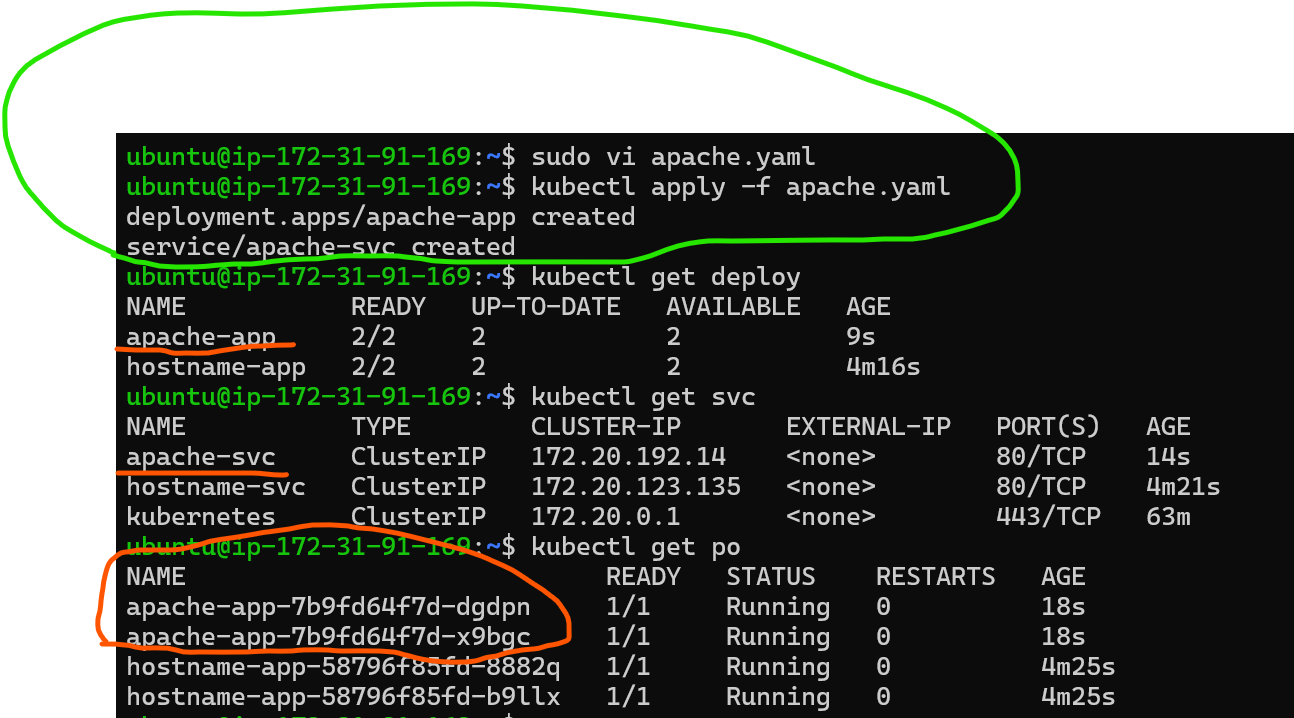 ubuntu@ip-172-31-91-169:~$ sudo vi apache.yaml
ubuntu@ip-172-31-91-169:~$ kubectl apply -f apache.yaml
deployment.apps/apache-app created
service/apache-svc created
ubuntu@ip-172-31-91-169:~$ kubectl get deploy
NAME           READY   UP-TO-DATE   AVAILABLE   AGE
apache-app     2/2     2            2           9s
hostname-app   2/2     2            2           4m16s
ubuntu@ip-172-31-91-169:~$ kubectl get svc
NAME           TYPE        CLUSTER-IP       EXTERNAL-IP   PORT(S)   AGE
apache-svc     ClusterIP   172.20.192.14    <none>        80/TCP    14s
hostname-svc   ClusterIP   172.20.123.135   <none>        80/TCP    4m21s
kubernetes     ClusterIP   172.20.0.1       <none>        443/TCP   63m
ubuntu@ip-172-31-91-169:~$ kubectl get po
NAME                            READY   STATUS    RESTARTS   AGE
apache-app-7b9fd64f7d-dgdpn     1/1     Running   0          18s
apache-app-7b9fd64f7d-x9bgc     1/1     Running   0          18s
hostname-app-58796f85fd-8882q   1/1     Running   0          4m25s
hostname-app-58796f85fd-b9llx   1/1     Running   0          4m25s